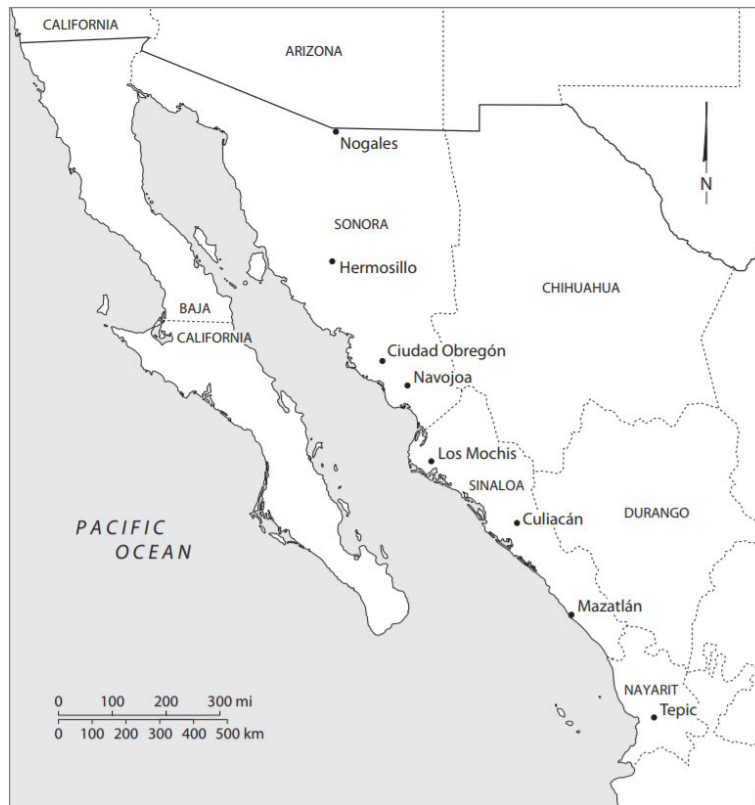 CALIFORNIA
ARIZONA
Nogales
N
SONORA
Hermosillo
CHIHUAHUA
BAJA
CALIFORNIA
Ciudad Obregón
Navojoa
Los Mochis
SINALOA
Culiacán
DURANGO
PACIFIC
OCEAN
Mazatlán
NAYARIT
Tepic
0 100 200 300 mi
0 100 200 300 400 500 km